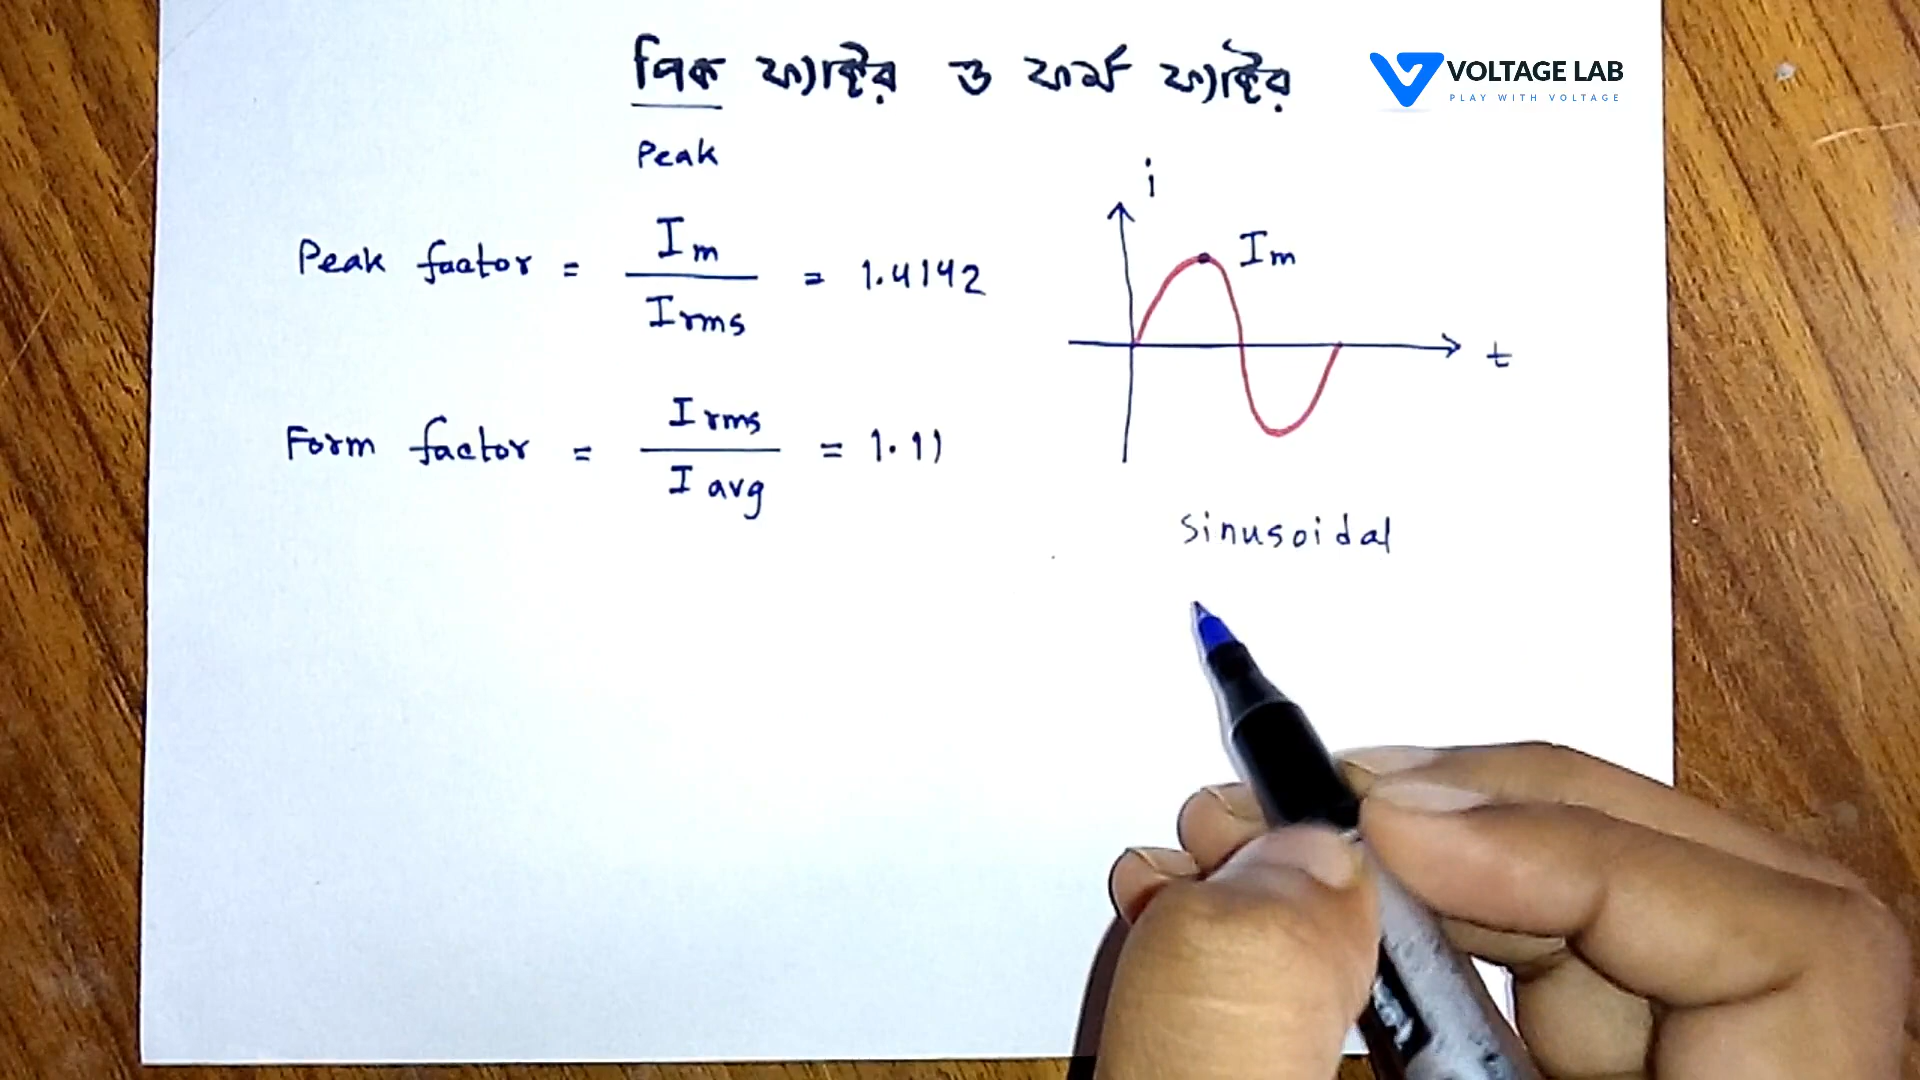 পিক ফ্যাক্টর ও ফর্ম ফ্যাক্টর
VOLTAGE LAB
PLAY WITH VOLTAGE
Peak
i
Peak factor = Im / Irms = 1.4142
Im
t
Form factor = Irms / Iavg = 1.11
Sinusoidal